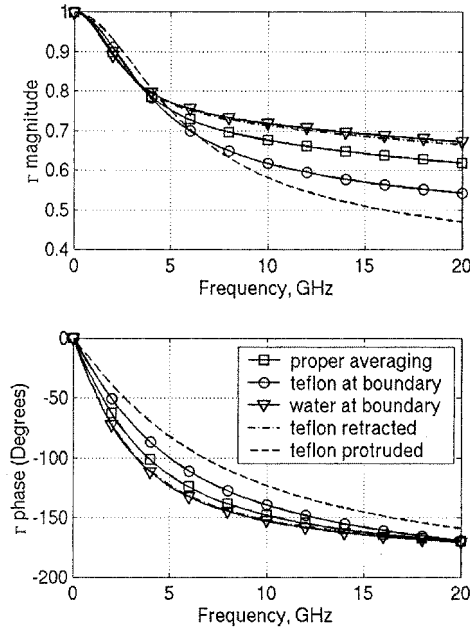 1
0.9
0.8
0.7
0.6
0.5
0.4
Γ magnitude
0 5 10 15 20
Frequency, GHz
0
-50
-100
-150
-200
Γ phase (Degrees)
proper averaging
teflon at boundary
water at boundary
teflon retracted
teflon protruded
0 5 10 15 20
Frequency, GHz